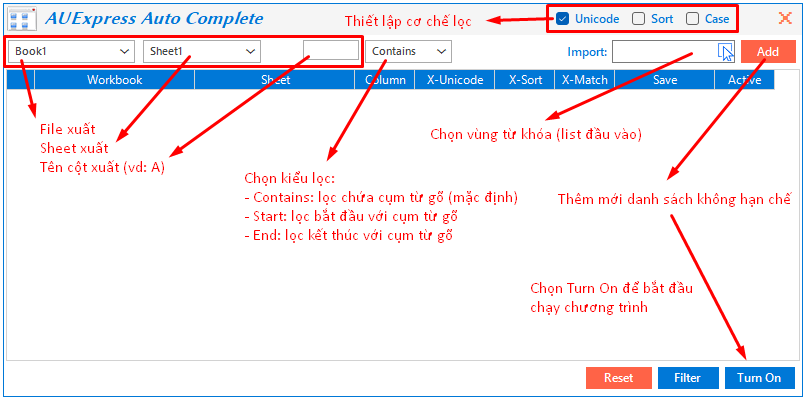 AUExpress Auto Complete
Thiết lập cơ chế lọc
Unicode
Sort
Case
Book1
Sheet1
Contains
Import:
Add
Workbook
Sheet
Column
X-Unicode
X-Sort
X-Match
Save
Active
File xuất
Sheet xuất
Tên cột xuất (vd: A)
Chọn vùng từ khóa (list đầu vào)
Chọn kiểu lọc:
- Contains: lọc chứa cụm từ gõ (mặc định)
- Start: lọc bắt đầu với cụm từ gõ
- End: lọc kết thúc với cụm từ gõ
Thêm mới danh sách không hạn chế
Chọn Turn On để bắt đầu
chạy chương trình
Reset
Filter
Turn On